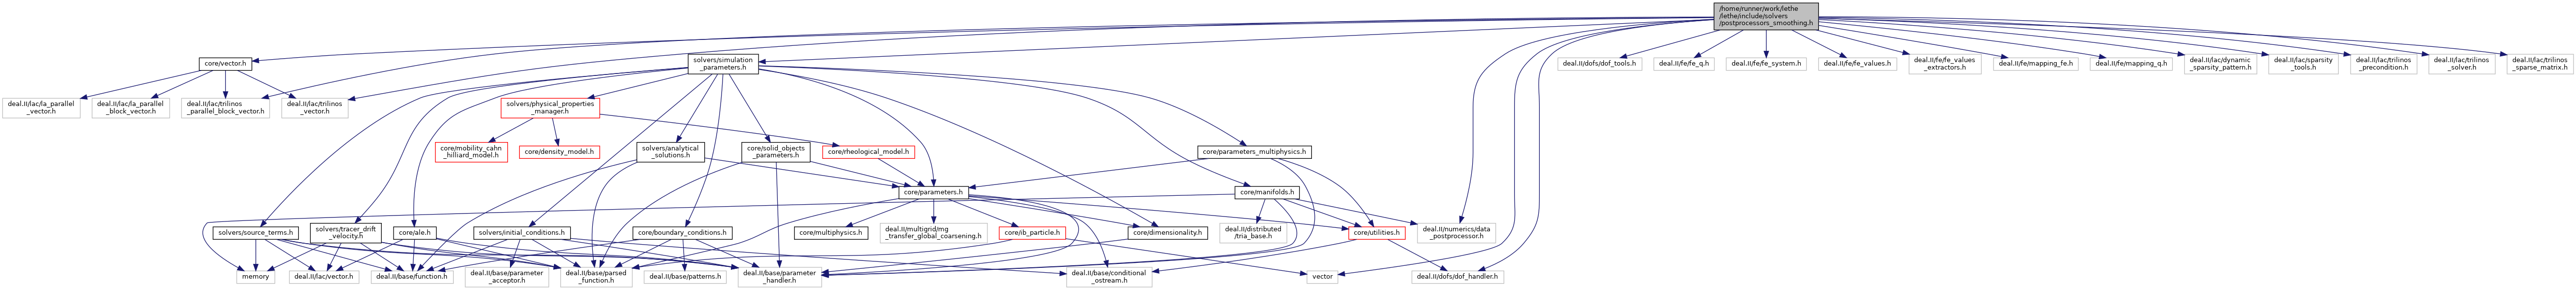 /home/runner/work/lethe
/lethe/include/solvers
/postprocessors_smoothing.h
core/vector.h
solvers/simulation
_parameters.h
deal.II/dofs/dof_tools.h
deal.II/fe/fe_q.h
deal.II/fe/fe_system.h
deal.II/fe/fe_values.h
deal.II/fe/fe_values
_extractors.h
deal.II/fe/mapping_fe.h
deal.II/fe/mapping_q.h
deal.II/lac/dynamic
_sparsity_pattern.h
deal.II/lac/sparsity
_tools.h
deal.II/lac/trilinos
_precondition.h
deal.II/lac/trilinos
_solver.h
deal.II/lac/trilinos
_sparse_matrix.h
deal.II/lac/la_parallel
_vector.h
deal.II/lac/la_parallel
_block_vector.h
deal.II/lac/trilinos
_parallel_block_vector.h
deal.II/lac/trilinos
_vector.h
solvers/physical_properties
_manager.h
core/mobility_cahn
_hilliard_model.h
core/density_model.h
solvers/analytical
_solutions.h
core/solid_objects
_parameters.h
core/rheological_model.h
core/parameters_multiphysics.h
core/parameters.h
core/manifolds.h
solvers/source_terms.h
solvers/tracer_drift
_velocity.h
core/ale.h
solvers/initial_conditions.h
core/boundary_conditions.h
core/multiphysics.h
deal.II/multigrid/mg
_transfer_global_coarsening.h
core/ib_particle.h
core/dimensionality.h
deal.II/distributed
/tria_base.h
core/utilities.h
deal.II/numerics/data
_postprocessor.h
memory
deal.II/lac/vector.h
deal.II/base/function.h
deal.II/base/parameter
_acceptor.h
deal.II/base/parsed
_function.h
deal.II/base/patterns.h
deal.II/base/parameter
_handler.h
deal.II/base/conditional
_ostream.h
vector
deal.II/dofs/dof_handler.h